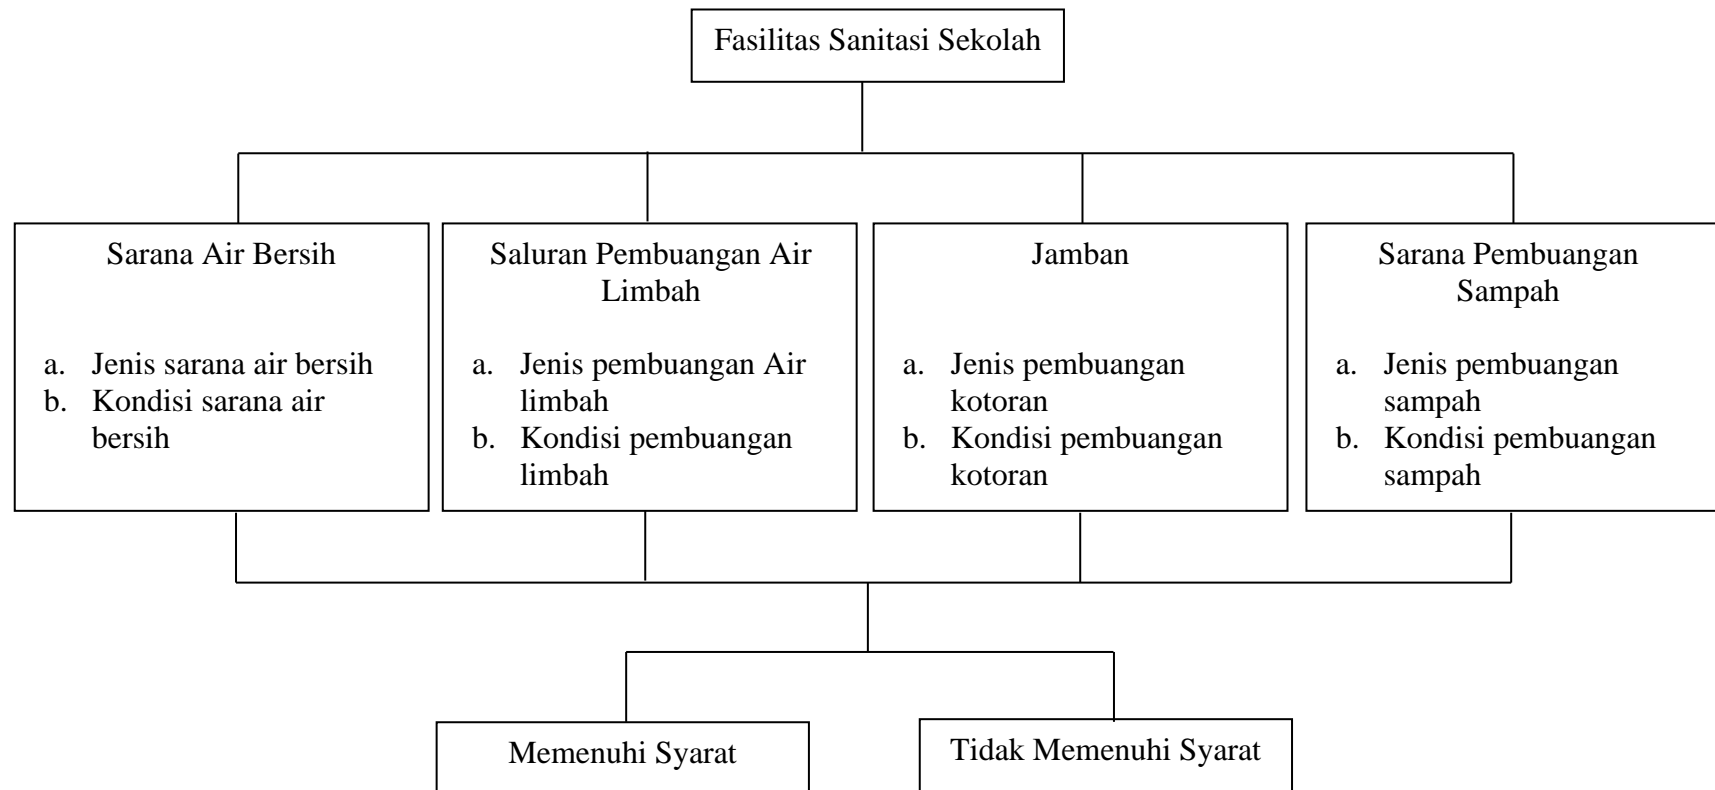 Fasilitas Sanitasi Sekolah
Sarana Air Bersih
a. Jenis sarana air bersih
b. Kondisi sarana air
bersih
Saluran Pembuangan Air
Limbah
a. Jenis pembuangan Air
limbah
b. Kondisi pembuangan
limbah
Jamban
a. Jenis pembuangan
kotoran
b. Kondisi pembuangan
kotoran
Sarana Pembuangan
Sampah
a. Jenis pembuangan
sampah
b. Kondisi pembuangan
sampah
Memenuhi Syarat
Tidak Memenuhi Syarat